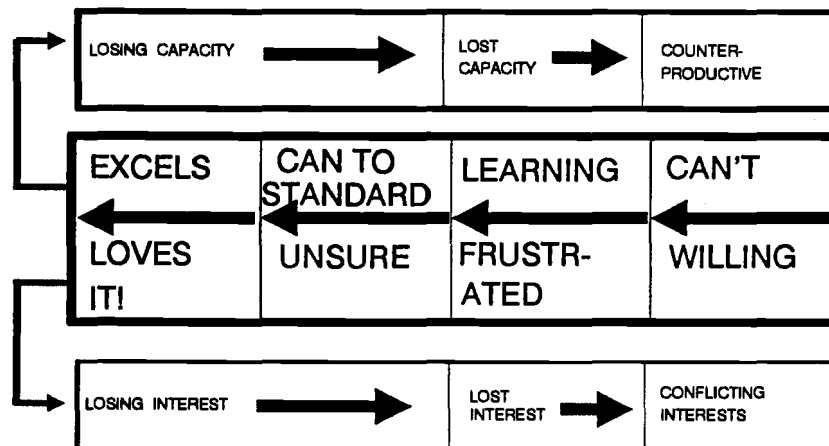 LOSING CAPACITY
LOST
CAPACITY
COUNTER-
PRODUCTIVE
EXCELS
CAN TO
STANDARD
LEARNING
CAN'T
LOVES
IT!
UNSURE
FRUSTR-
ATED
WILLING
LOSING INTEREST
LOST
INTEREST
CONFLICTING
INTERESTS